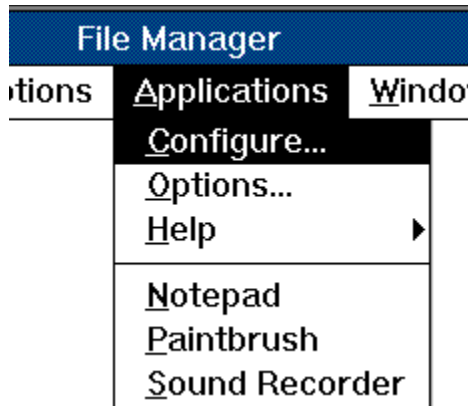 File Manager
tions Applications Windo
Configure...
Options...
Help
Notepad
Paintbrush
Sound Recorder